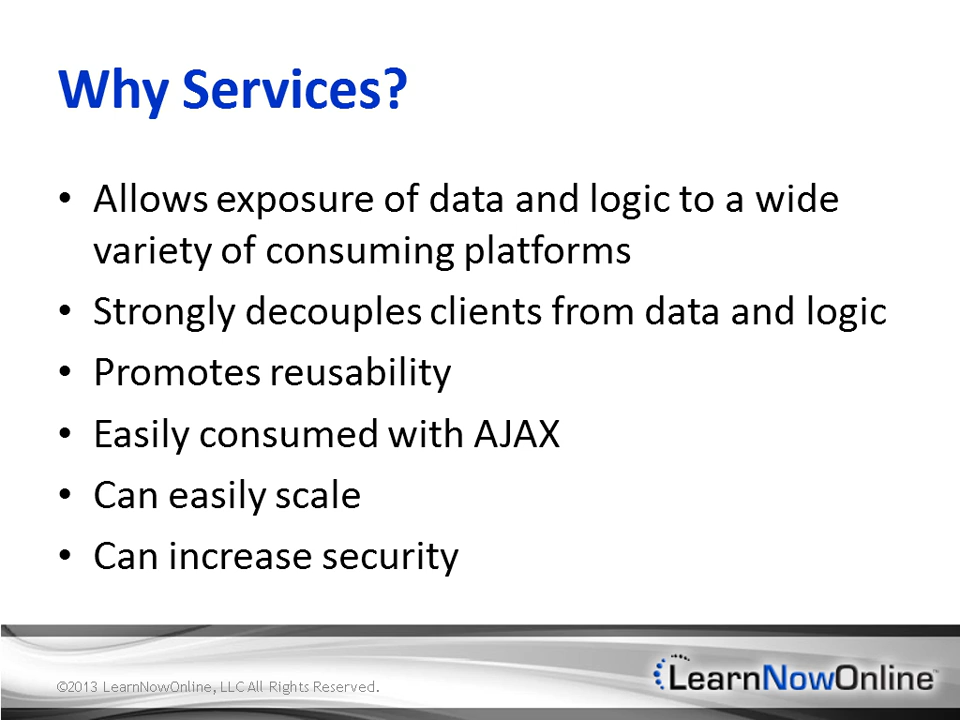 Why Services?
• Allows exposure of data and logic to a wide
variety of consuming platforms
• Strongly decouples clients from data and logic
• Promotes reusability
• Easily consumed with AJAX
• Can easily scale
• Can increase security
©2013 LearnNowOnline, LLC All Rights Reserved.
LearnNowOnline™